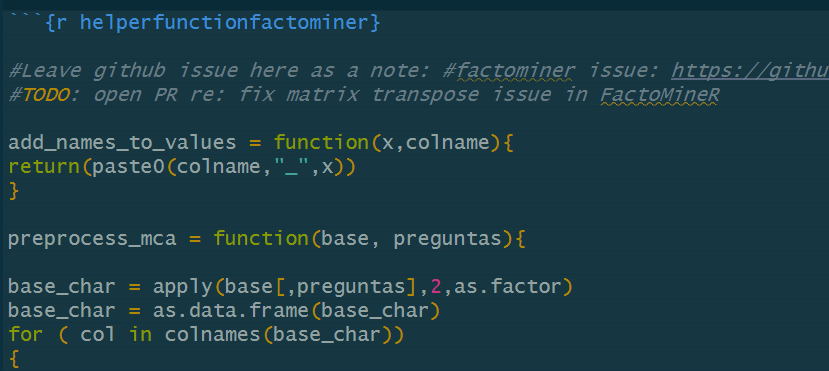 ```{r helperfunctionfactominer}
#Leave github issue here as a note: #factominer issue: https://githu
#TODO: open PR re: fix matrix transpose issue in FactoMineR
add_names_to_values = function(x,colname){
return(paste0(colname,"_",x))
}
preprocess_mca = function(base, preguntas){
base_char = apply(base[,preguntas],2,as.factor)
base_char = as.data.frame(base_char)
for ( col in colnames(base_char))
{